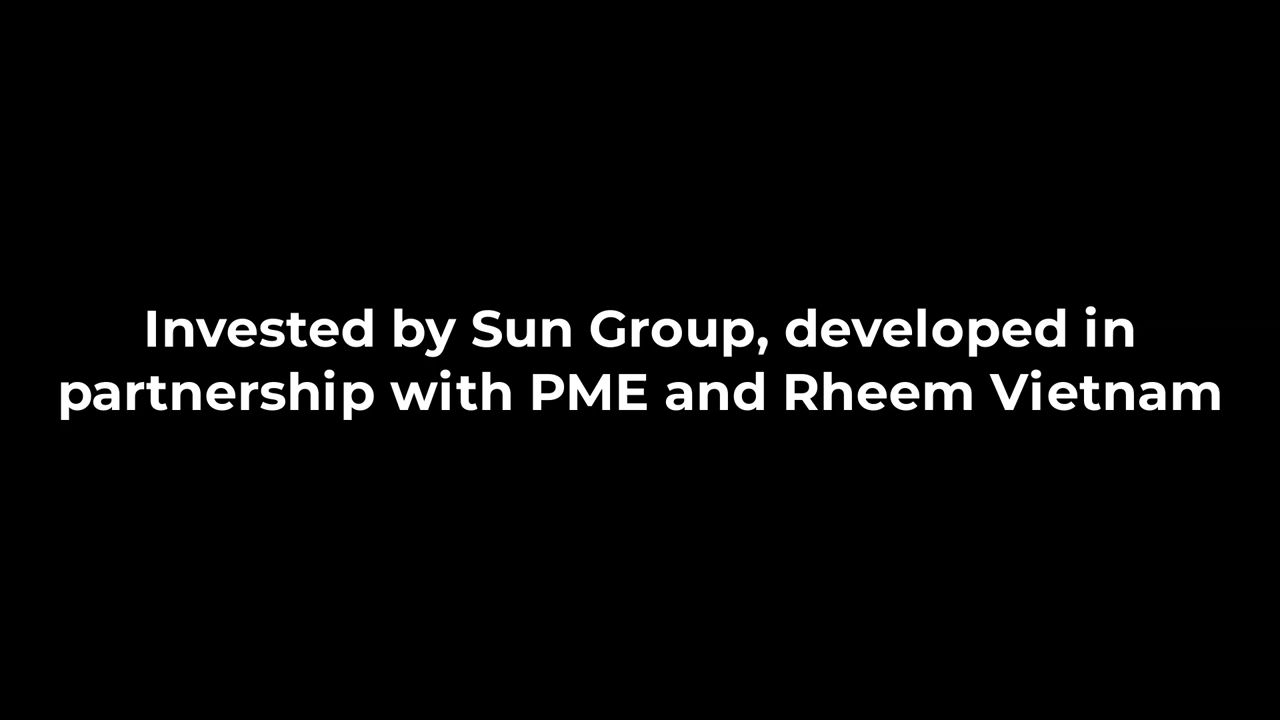 Invested by Sun Group, developed in
partnership with PME and Rheem Vietnam